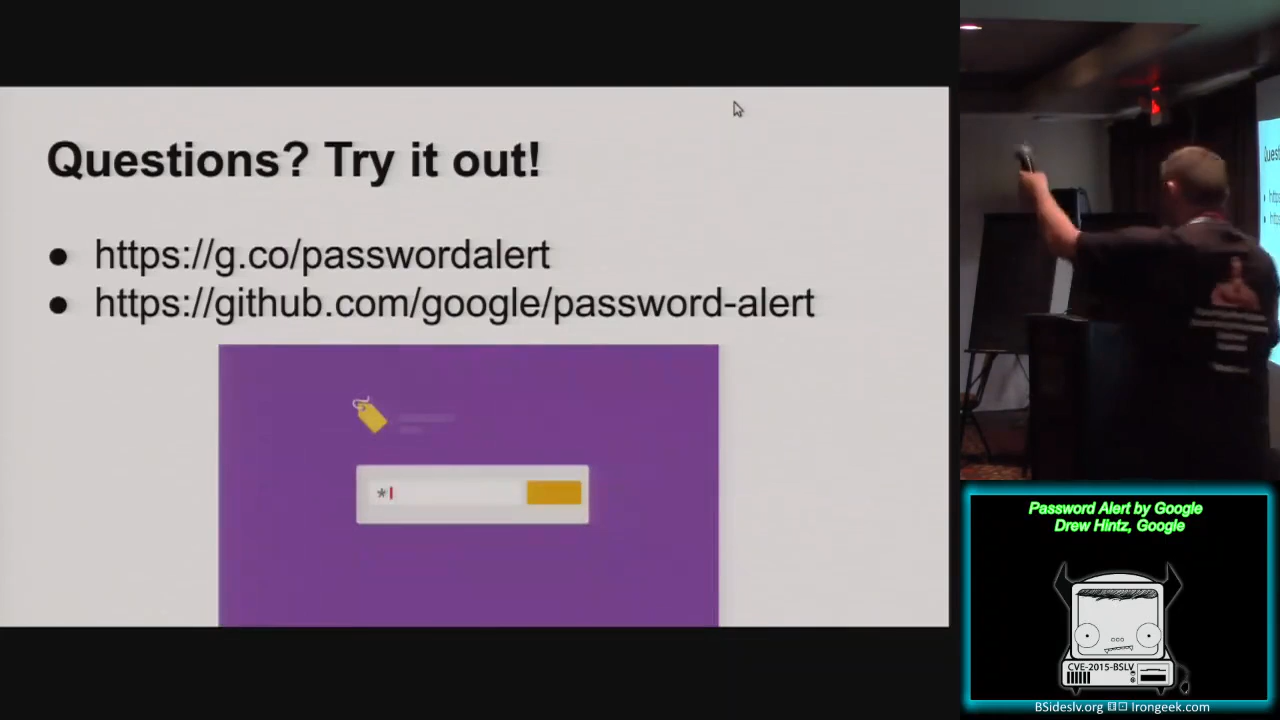 Questions? Try it out!
● https://g.co/passwordalert
● https://github.com/google/password-alert
*
Password Alert by Google
Drew Hintz, Google
CVE-2015-BSLV
BSideslv.org Irongeek.com